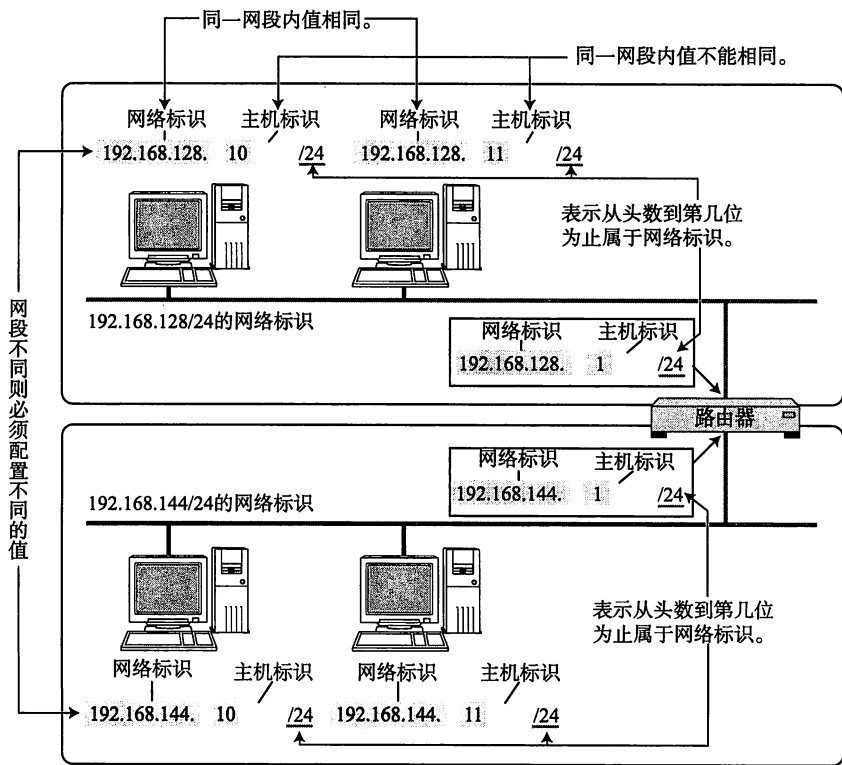 同一网段内值相同。
同一网段内值不能相同。
网络标识 主机标识 网络标识 主机标识
192.168.128. 10 /24 192.168.128. 11 /24
表示从头数到第几位
为止属于网络标识。
192.168.128/24的网络标识
网络标识 主机标识
192.168.128. 1 /24
网段不同则必须配置不同的值
路由器
网络标识 主机标识
192.168.144. 1 /24
192.168.144/24的网络标识
表示从头数到第几位
为止属于网络标识。
网络标识 主机标识 网络标识 主机标识
192.168.144. 10 /24 192.168.144. 11 /24